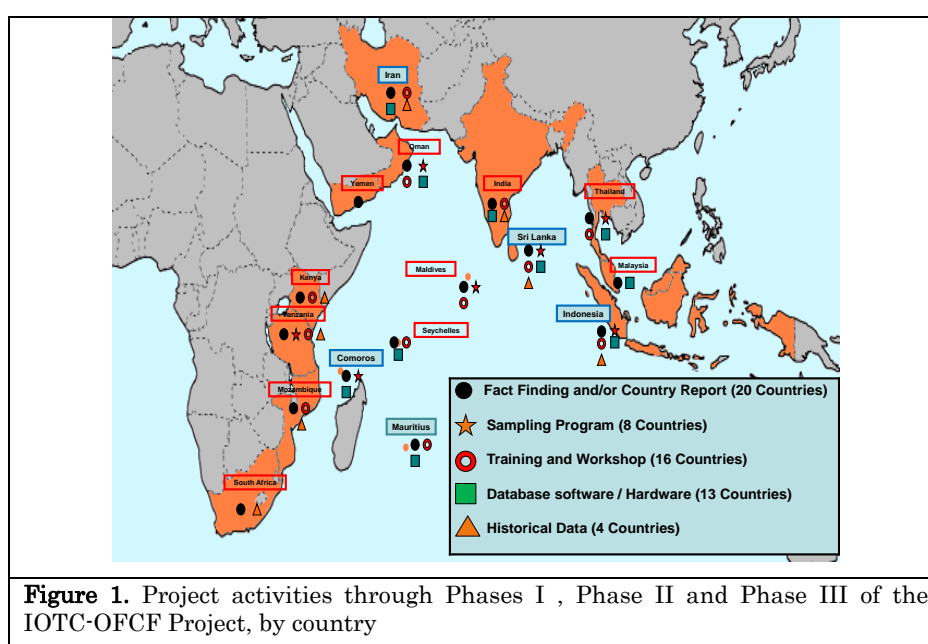 Iran
Oman
Yemen
India
Thailand
Sri Lanka
Maldives
Malaysia
Kenya
Tanzania
Seychelles
Indonesia
Comoros
Mozambique
Mauritius
South Africa
Fact Finding and/or Country Report (20 Countries)
Sampling Program (8 Countries)
Training and Workshop (16 Countries)
Database software / Hardware (13 Countries)
Historical Data (4 Countries)
Figure 1. Project activities through Phases I , Phase II and Phase III of the
IOTC-OFCF Project, by country